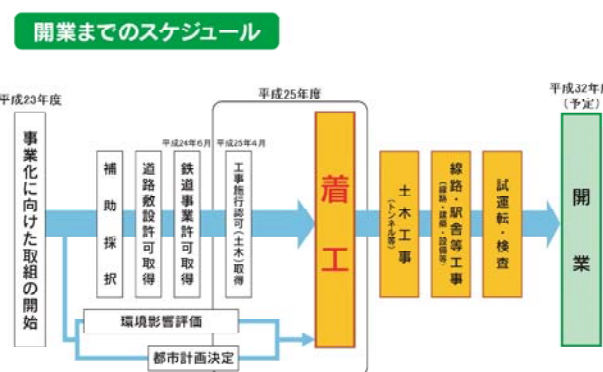 開業までのスケジュール
平成23年度
平成25年度
平成32年度
(予定)
平成24年6月
平成25年4月
事業化に向けた取組の開始
補助採択
道路敷設許可取得
鉄道事業許可取得
工事施行認可(土木)取得
着工
土木工事
(トンネル等)
線路・駅舎等工事
(線路・建築・設備等)
試運転・検査
開業
環境影響評価
都市計画決定